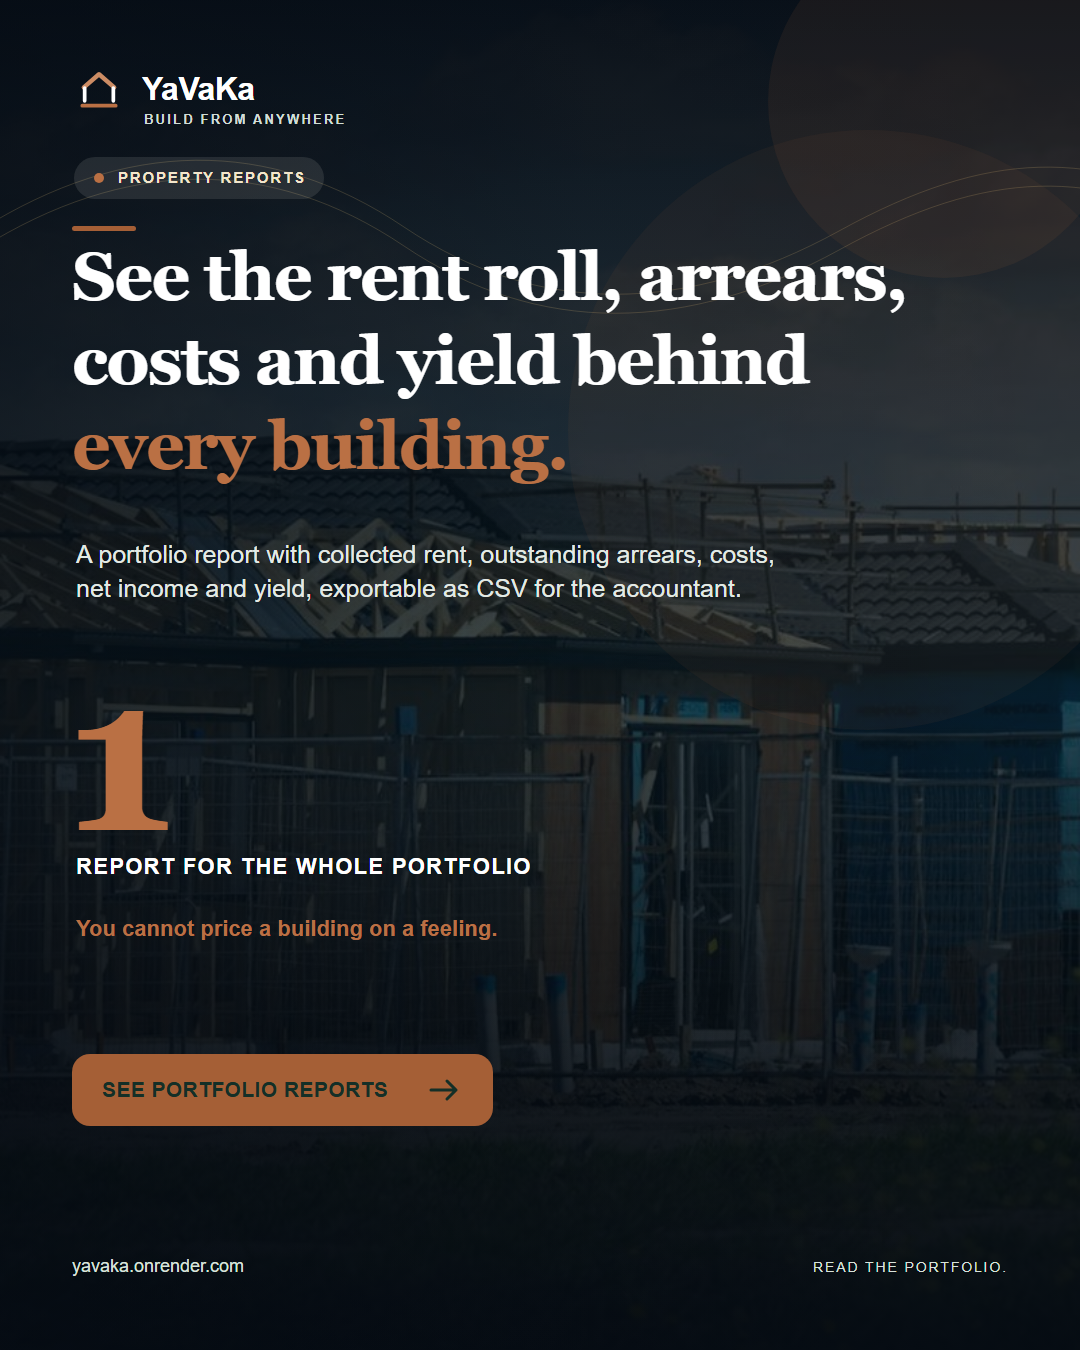 YaVaKa
BUILD FROM ANYWHERE
PROPERTY REPORTS
See the rent roll, arrears,
costs and yield behind
every building.
A portfolio report with collected rent, outstanding arrears, costs,
net income and yield, exportable as CSV for the accountant.
1
REPORT FOR THE WHOLE PORTFOLIO
You cannot price a building on a feeling.
SEE PORTFOLIO REPORTS
yavaka.onrender.com
READ THE PORTFOLIO.